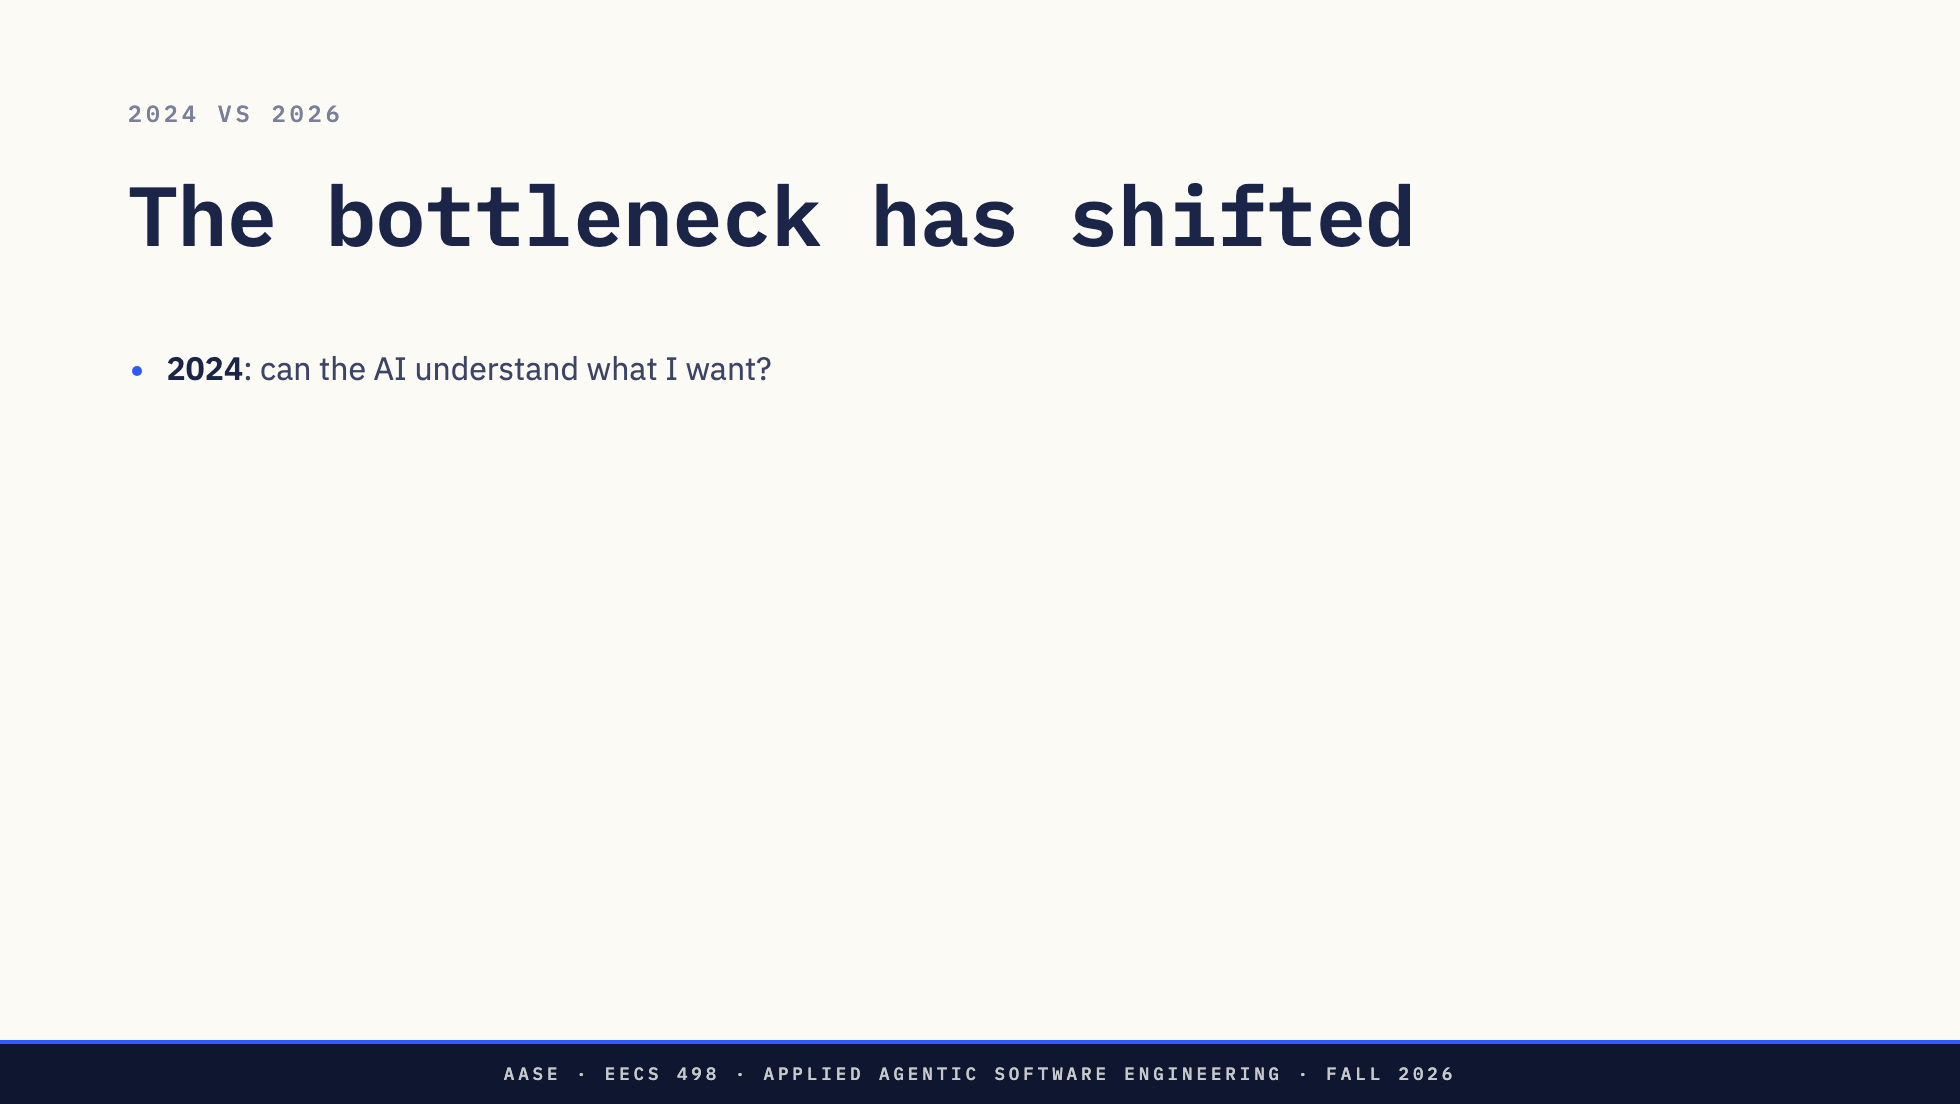 2024 VS 2026
The bottleneck has shifted
• 2024: can the AI understand what I want?
AASE · EECS 498 · APPLIED AGENTIC SOFTWARE ENGINEERING · FALL 2026